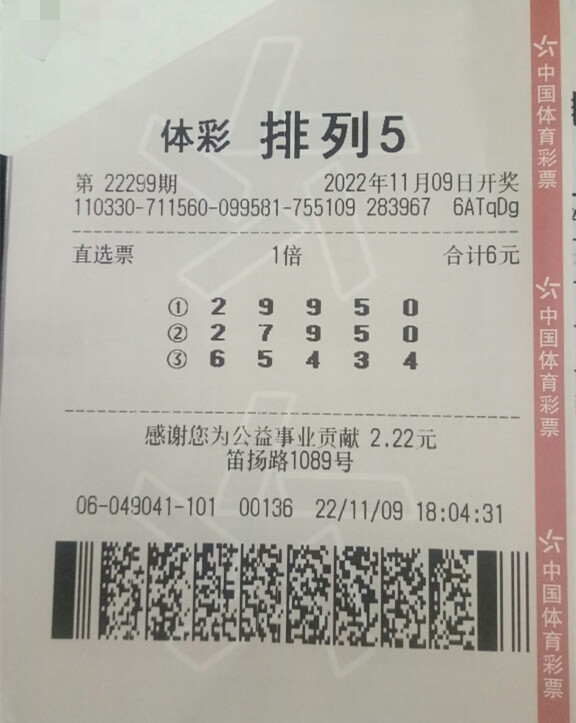 体彩 排列5
第 22299期 2022年11月09日开奖
110330-711560-099581-755109 283967 6ATqDg
直选票 1倍 合计6元
① 2 9 9 5 0
② 2 7 9 5 0
③ 6 5 4 3 4
感谢您为公益事业贡献 2.22元
笛扬路1089号
06-049041-101 00136 22/11/09 18:04:31
中国体育彩票
中国体育彩票
中国体育彩票